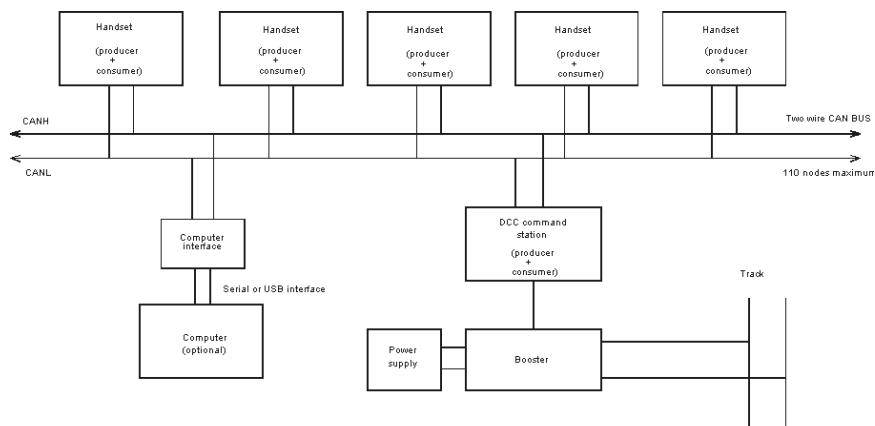 Handset
(producer
+
consumer)
Handset
(producer
+
consumer)
Handset
(producer
+
consumer)
Handset
(producer
+
consumer)
Handset
(producer
+
consumer)
CANH
Two wire CAN BUS
CANL
110 nodes maximum
Computer
interface
DCC command
station
(producer
+
consumer)
Serial or USB interface
Track
Computer
(optional)
Power
supply
Booster